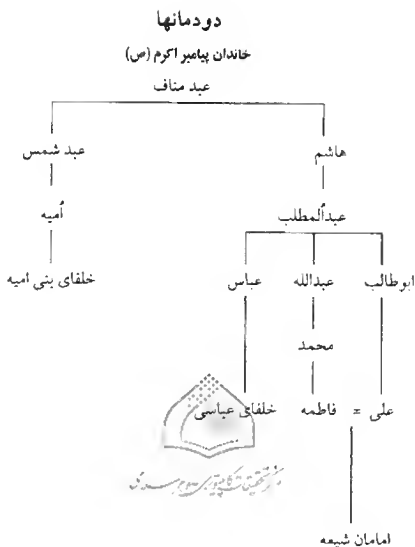 دودمانها
خاندان پیامبر اکرم (ص)
عبد مناف
هاشم
عبد شمس
عبدالمطلب
اُمیه
ابوطالب
عبدالله
عباس
خلفای بنی امیه
محمد
علی = فاطمه
خلفای عباسی
امامان شیعه